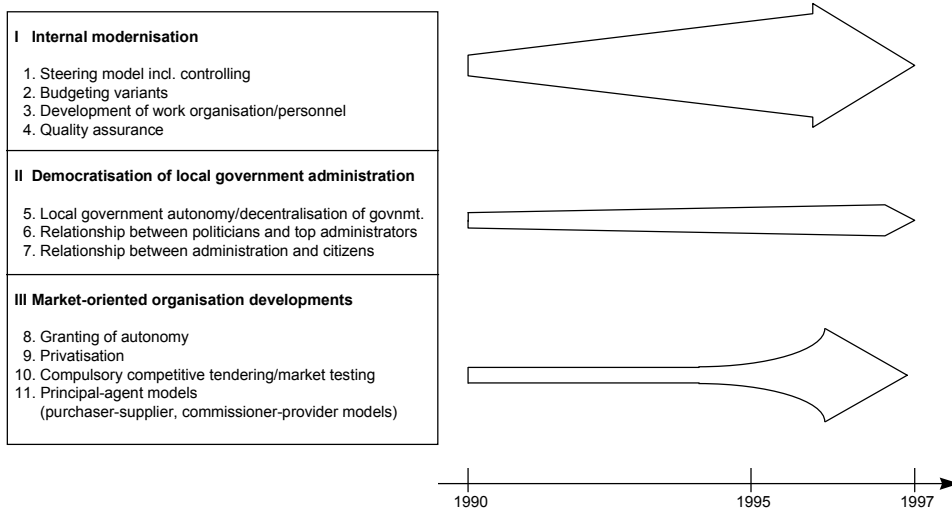 I Internal modernisation
1. Steering model incl. controlling
2. Budgeting variants
3. Development of work organisation/personnel
4. Quality assurance
II Democratisation of local government administration
5. Local government autonomy/decentralisation of govnmt.
6. Relationship between politicians and top administrators
7. Relationship between administration and citizens
III Market-oriented organisation developments
8. Granting of autonomy
9. Privatisation
10. Compulsory competitive tendering/market testing
11. Principal-agent models
(purchaser-supplier, commissioner-provider models)
1990 1995 1997